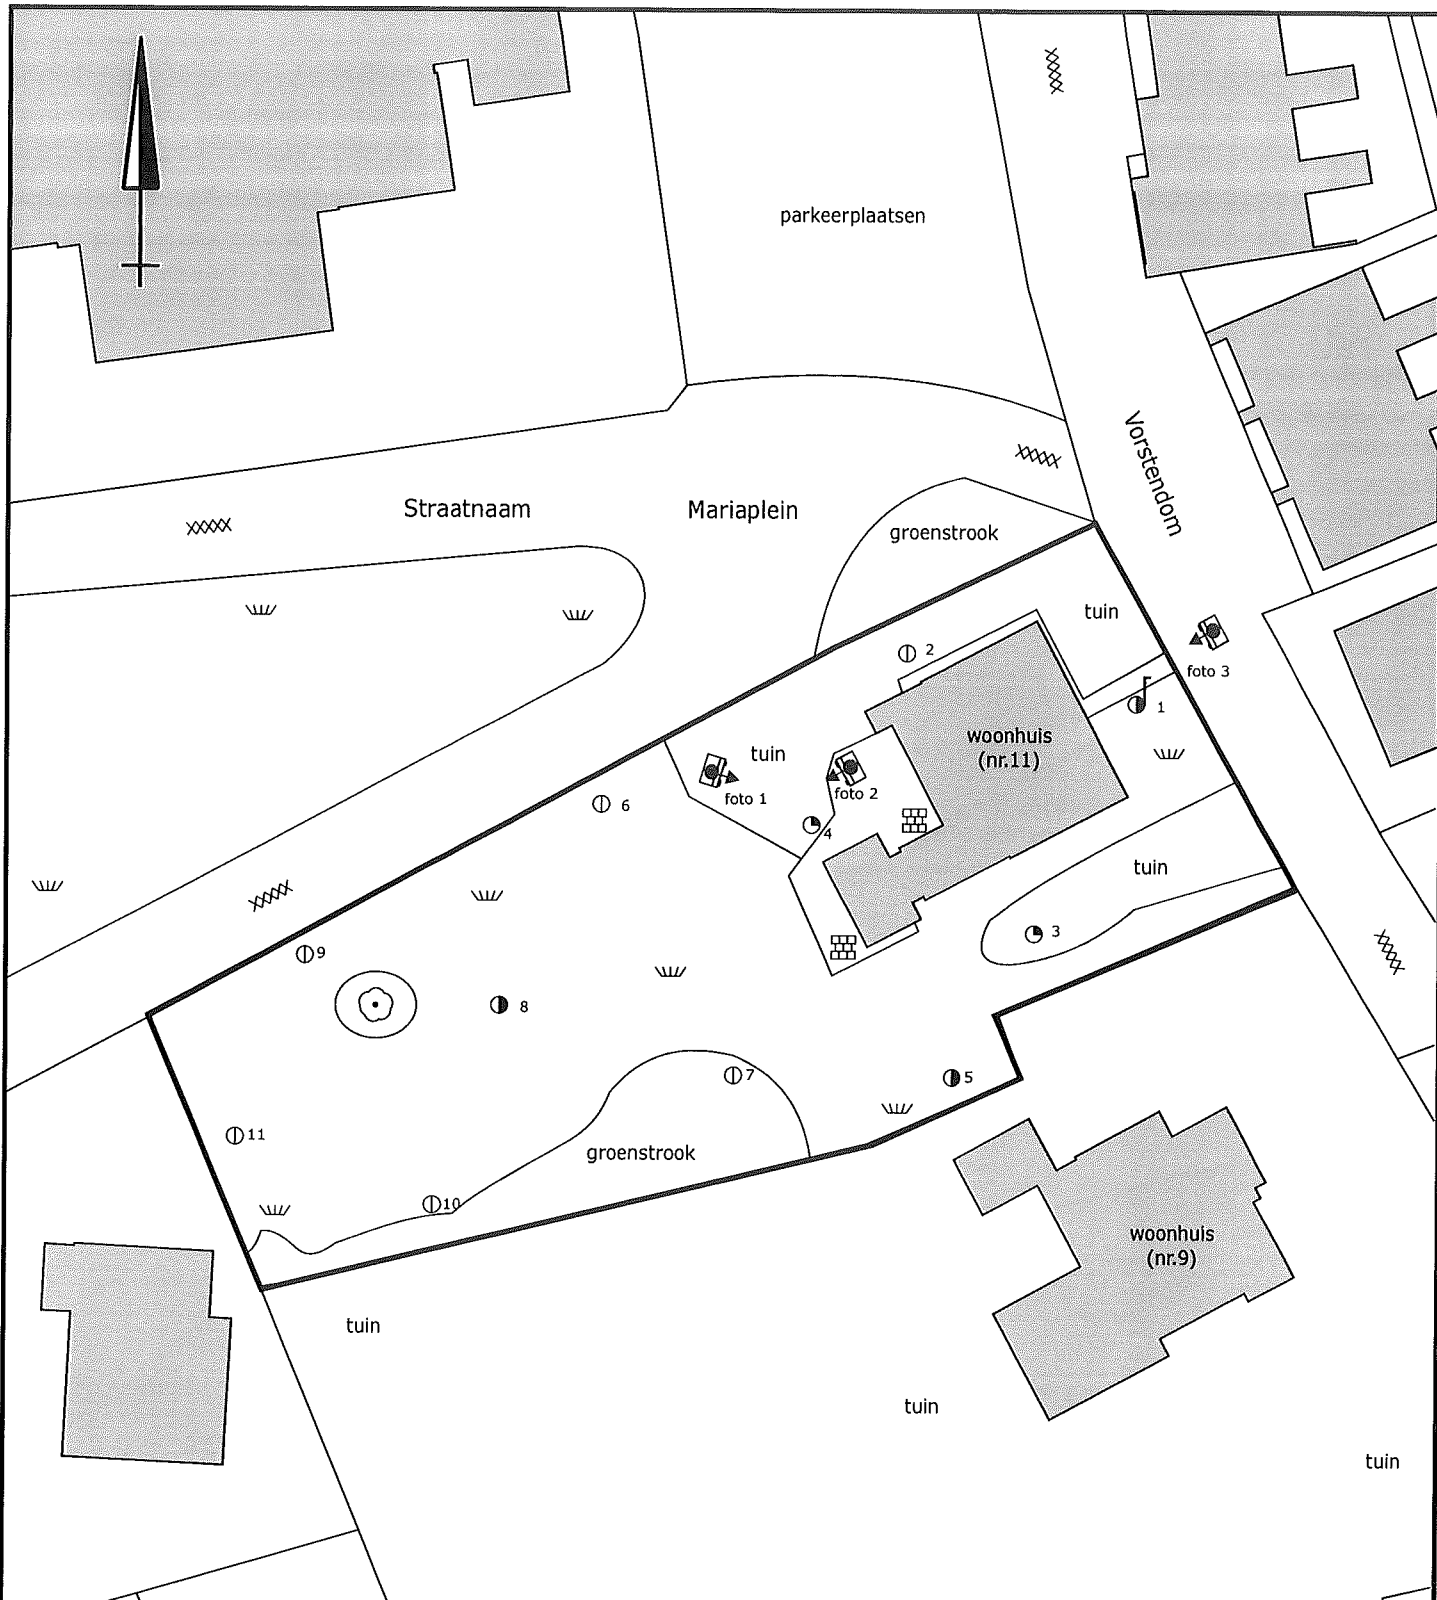 parkeerplaatsen
Vorstendom
Straatnaam
Mariaplein
groenstrook
tuin
2
foto 3
1
woonhuis
(nr.11)
tuin
foto 1
foto 2
6
4
tuin
3
9
8
7
5
11
groenstrook
10
woonhuis
(nr.9)
tuin
tuin
tuin